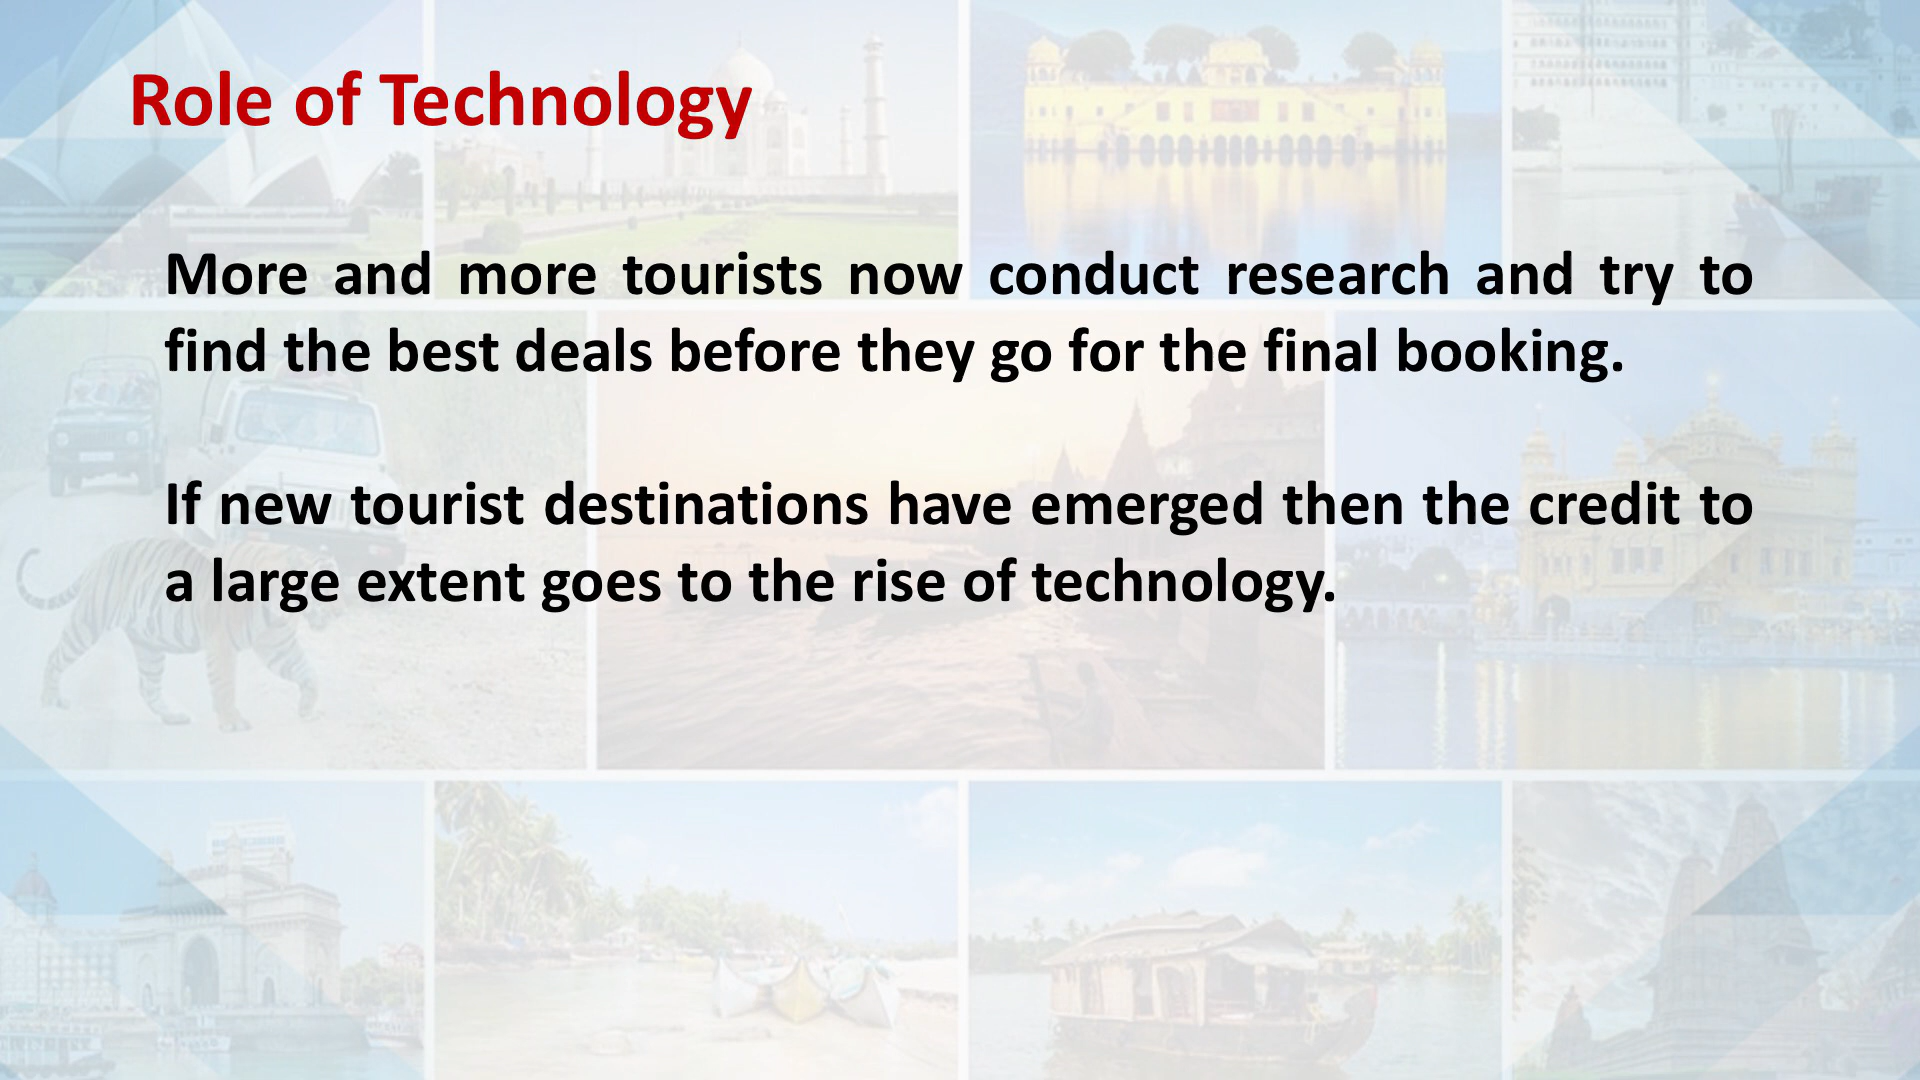 Role of Technology
More and more tourists now conduct research and try to
find the best deals before they go for the final booking.
If new tourist destinations have emerged then the credit to
a large extent goes to the rise of technology.